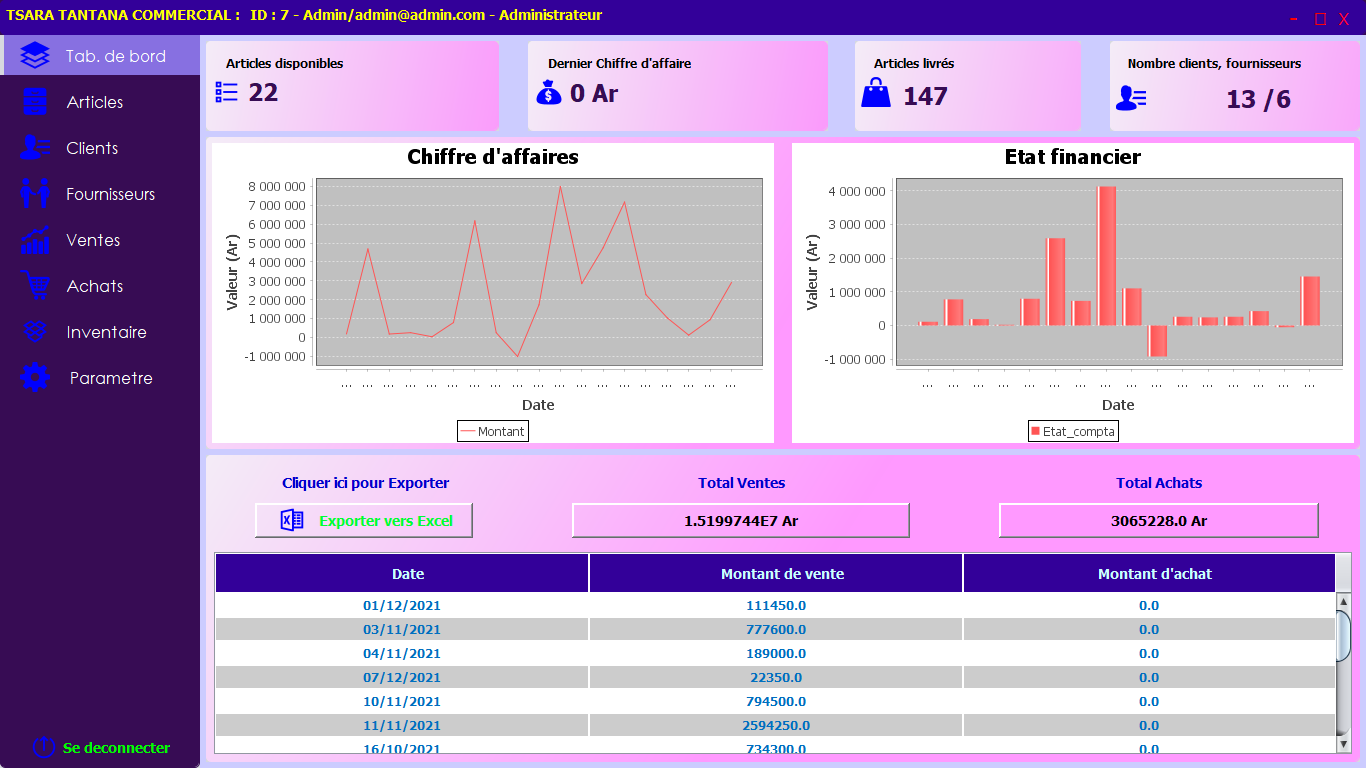 TSARA TANTANA COMMERCIAL : ID : 7 - Admin/admin@admin.com - Administrateur
- □ X
Tab. de bord
Articles
Clients
Fournisseurs
Ventes
Achats
Inventaire
Parametre
Se deconnecter
Articles disponibles
22
Dernier Chiffre d'affaire
0 Ar
Articles livrés
147
Nombre clients, fournisseurs
13 /6
Chiffre d'affaires
Valeur (Ar)
8 000 000
7 000 000
6 000 000
5 000 000
4 000 000
3 000 000
2 000 000
1 000 000
0
-1 000 000
... ... ... ... ... ... ... ... ... ... ... ... ... ... ... ... ... ... ...
Date
Montant
Etat financier
Valeur (Ar)
4 000 000
3 000 000
2 000 000
1 000 000
0
-1 000 000
... ... ... ... ... ... ... ... ... ... ... ... ... ... ... ...
Date
Etat_compta
Cliquer ici pour Exporter
Exporter vers Excel
Total Ventes
1.5199744E7 Ar
Total Achats
3065228.0 Ar
Date Montant de vente Montant d'achat
01/12/2021 111450.0 0.0
03/11/2021 777600.0 0.0
04/11/2021 189000.0 0.0
07/12/2021 22350.0 0.0
10/11/2021 794500.0 0.0
11/11/2021 2594250.0 0.0
16/10/2021 734300.0 0.0